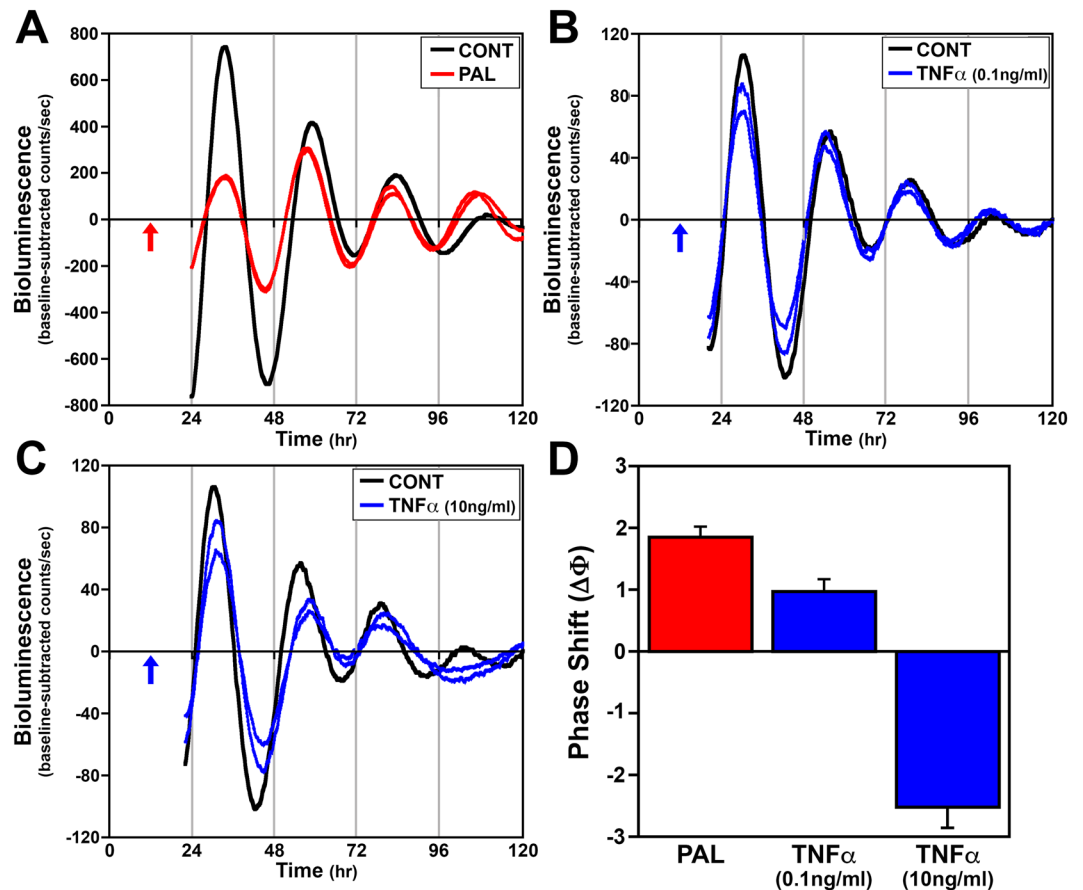 A
CONT
PAL
Bioluminescence
(baseline-subtracted counts/sec)
800
600
400
200
0
-200
-400
-600
-800
0 24 48 72 96 120
Time (hr)
B
CONT
TNFα (0.1ng/ml)
Bioluminescence
(baseline-subtracted counts/sec)
120
80
40
0
-40
-80
-120
0 24 48 72 96 120
Time (hr)
C
CONT
TNFα (10ng/ml)
Bioluminescence
(baseline-subtracted counts/sec)
120
80
40
0
-40
-80
-120
0 24 48 72 96 120
Time (hr)
D
Phase Shift (ΔΦ)
3
2
1
0
-1
-2
-3
PAL TNFα TNFα
(0.1ng/ml) (10ng/ml)